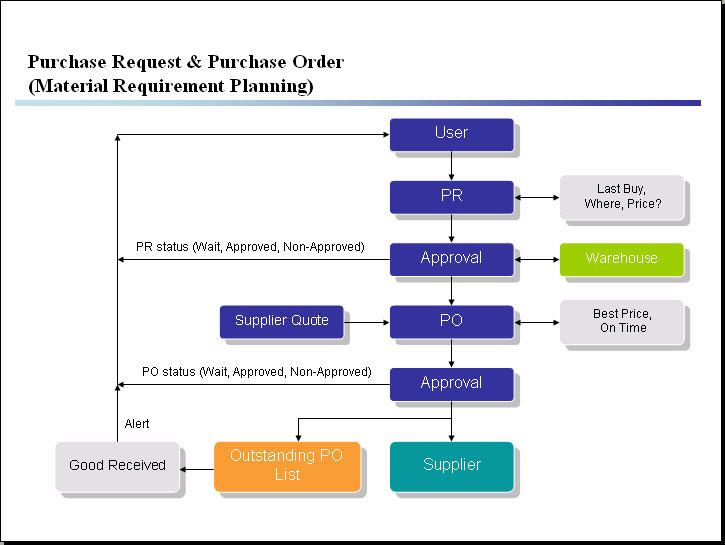 Purchase Request & Purchase Order
(Material Requirement Planning)
User
PR
Last Buy,
Where, Price?
PR status (Wait, Approved, Non-Approved)
Approval
Warehouse
Supplier Quote
PO
Best Price,
On Time
PO status (Wait, Approved, Non-Approved)
Approval
Alert
Good Received
Outstanding PO
List
Supplier